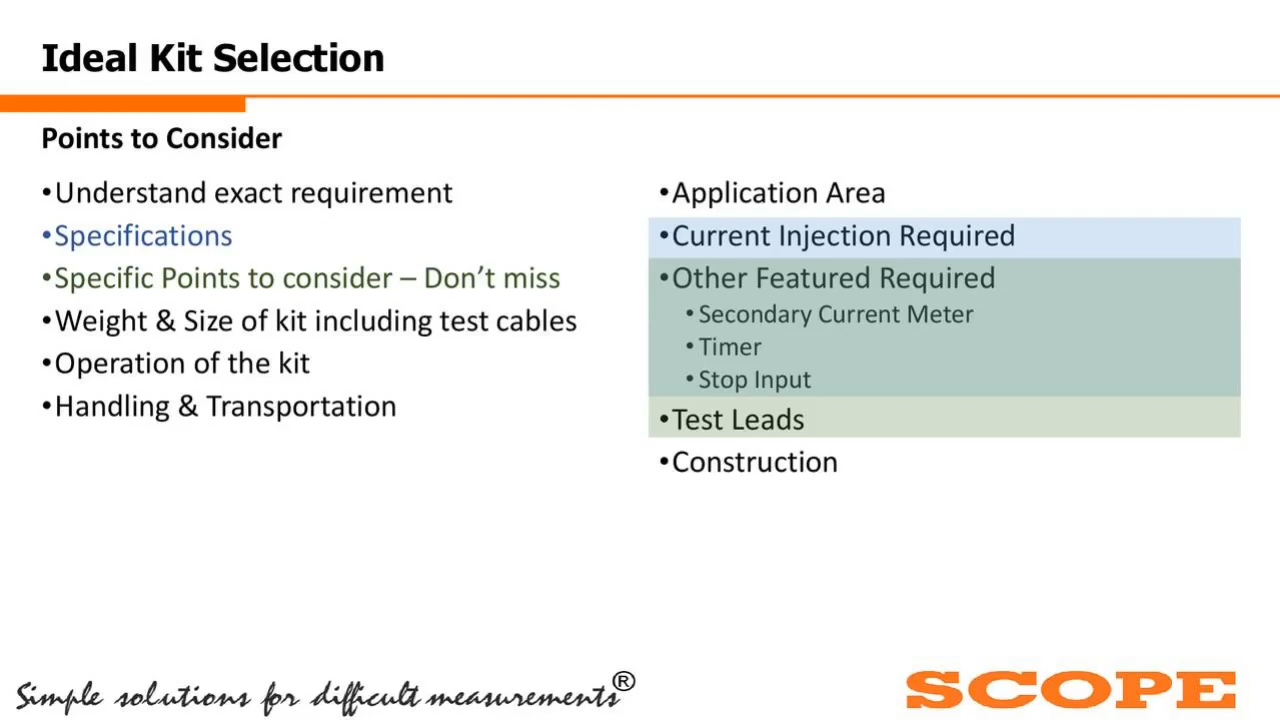 Ideal Kit Selection
Points to Consider
•Understand exact requirement
•Specifications
•Specific Points to consider – Don’t miss
•Weight & Size of kit including test cables
•Operation of the kit
•Handling & Transportation
•Application Area
•Current Injection Required
•Other Featured Required
•Secondary Current Meter
•Timer
•Stop Input
•Test Leads
•Construction
Simple solutions for difficult measurements®
SCOPE